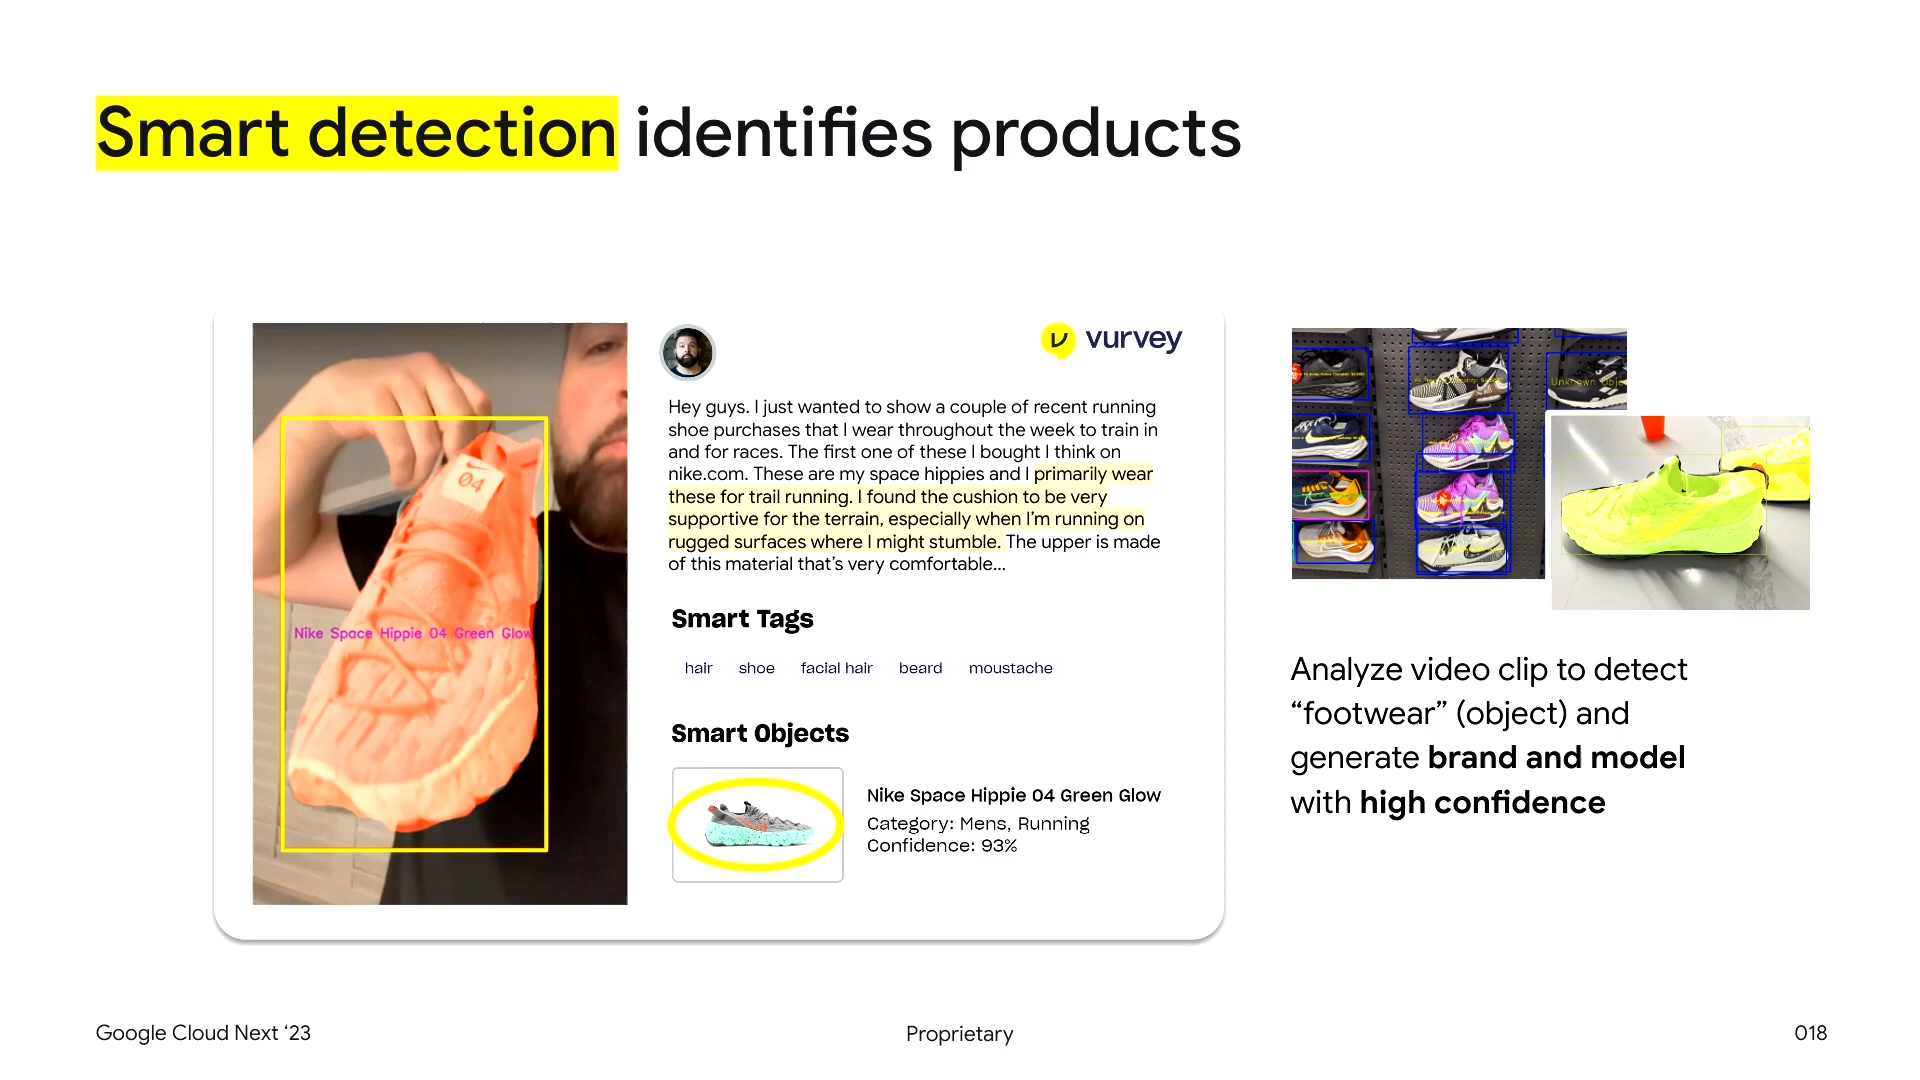 Smart detection identifies products
04
Nike Space Hippie 04 Green Glow
vurvey
Hey guys. I just wanted to show a couple of recent running
shoe purchases that I wear throughout the week to train in
and for races. The first one of these I bought I think on
nike.com. These are my space hippies and I primarily wear
these for trail running. I found the cushion to be very
supportive for the terrain, especially when I'm running on
rugged surfaces where I might stumble. The upper is made
of this material that's very comfortable...
Smart Tags
hair shoe facial hair beard moustache
Smart Objects
Nike Space Hippie 04 Green Glow
Category: Mens, Running
Confidence: 93%
Unknown Obje
Analyze video clip to detect
“footwear” (object) and
generate brand and model
with high confidence
Google Cloud Next ‘23
Proprietary
018